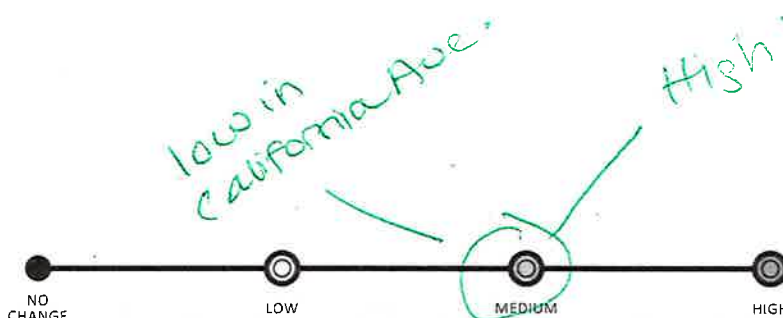 low in
California Ave.
High
NO
CHANGE
LOW
MEDIUM
HIGH